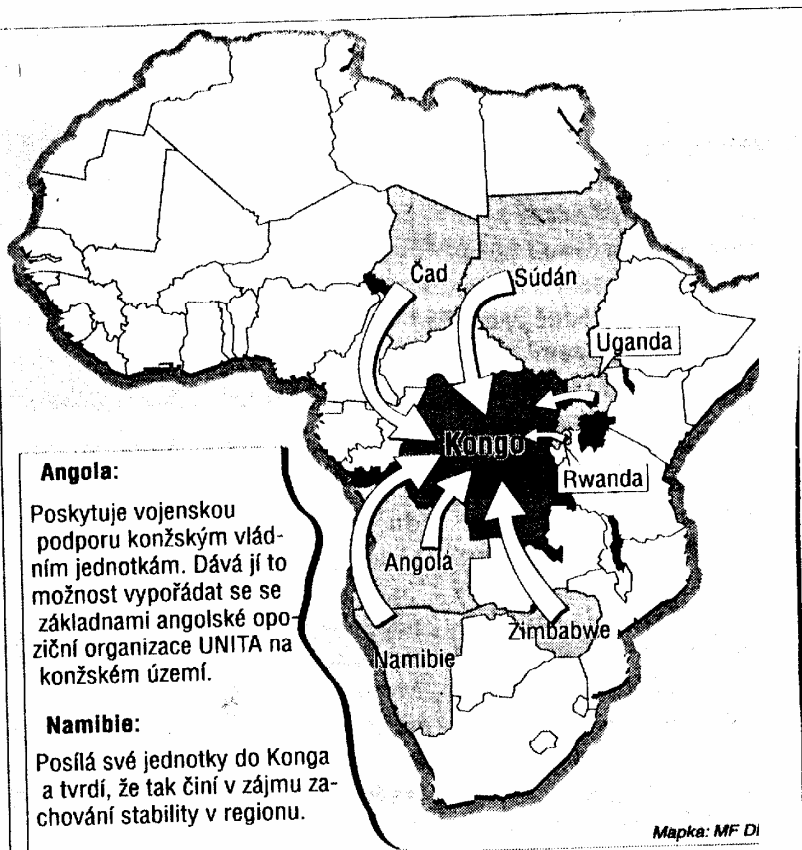 Čad
Súdán
Uganda
Kongo
Rwanda
Angola
Zimbabwe
Namibie
Angola:
Poskytuje vojenskou
podporu konžským vlád-
ním jednotkám. Dává jí to
možnost vypořádat se se
základnami angolské opo-
ziční organizace UNITA na
konžském území.
Namibie:
Posílá své jednotky do Konga
a tvrdí, že tak činí v zájmu za-
chování stability v regionu.
Mapka: MF